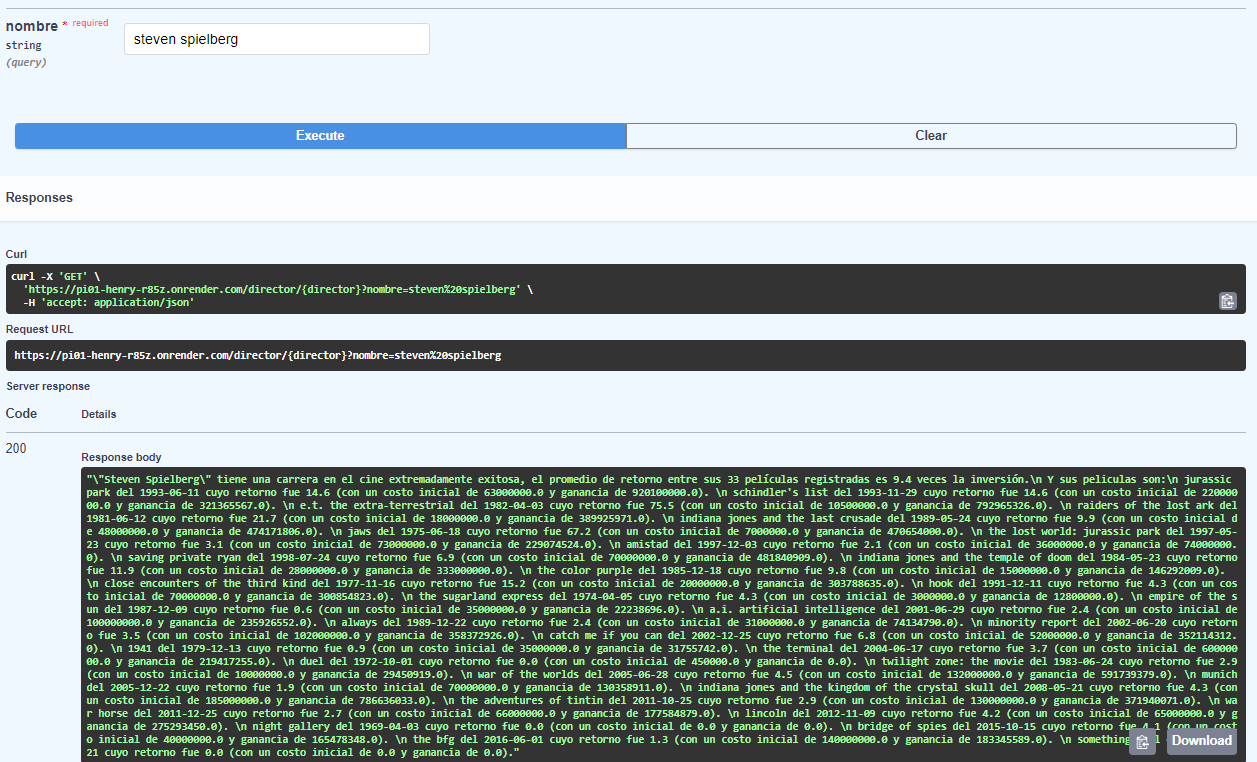 nombre * required
string
(query)
steven spielberg
Execute
Clear
Responses
Curl
curl -X 'GET' \
'https://pi01-henry-r85z.onrender.com/director/{director}?nombre=steven%20spielberg' \
-H 'accept: application/json'
Request URL
https://pi01-henry-r85z.onrender.com/director/{director}?nombre=steven%20spielberg
Server response
Code
Details
200
Response body
"\"Steven Spielberg\" tiene una carrera en el cine extremadamente exitosa, el promedio de retorno entre sus 33 películas registradas es 9.4 veces la inversión.\n Y sus peliculas son:\n jurassic
park del 1993-06-11 cuyo retorno fue 14.6 (con un costo inicial de 63000000.0 y ganancia de 920100000.0). \n schindler's list del 1993-11-29 cuyo retorno fue 14.6 (con un costo inicial de 220000
00.0 y ganancia de 321365567.0). \n e.t. the extra-terrestrial del 1982-04-03 cuyo retorno fue 75.5 (con un costo inicial de 10500000.0 y ganancia de 792965326.0). \n raiders of the lost ark del
1981-06-12 cuyo retorno fue 21.7 (con un costo inicial de 18000000.0 y ganancia de 389925971.0). \n indiana jones and the last crusade del 1989-05-24 cuyo retorno fue 9.9 (con un costo inicial d
e 48000000.0 y ganancia de 474171806.0). \n jaws del 1975-06-18 cuyo retorno fue 67.2 (con un costo inicial de 7000000.0 y ganancia de 470654000.0). \n the lost world: jurassic park del 1997-05-
23 cuyo retorno fue 3.1 (con un costo inicial de 73000000.0 y ganancia de 229074524.0). \n amistad del 1997-12-03 cuyo retorno fue 2.1 (con un costo inicial de 36000000.0 y ganancia de 74000000.
0). \n saving private ryan del 1998-07-24 cuyo retorno fue 6.9 (con un costo inicial de 70000000.0 y ganancia de 481840909.0). \n indiana jones and the temple of doom del 1984-05-23 cuyo retorno
fue 11.9 (con un costo inicial de 28000000.0 y ganancia de 333000000.0). \n the color purple del 1985-12-18 cuyo retorno fue 9.8 (con un costo inicial de 15000000.0 y ganancia de 146292009.0).
\n close encounters of the third kind del 1977-11-16 cuyo retorno fue 15.2 (con un costo inicial de 20000000.0 y ganancia de 303788635.0). \n hook del 1991-12-11 cuyo retorno fue 4.3 (con un cos
to inicial de 70000000.0 y ganancia de 300854823.0). \n the sugarland express del 1974-04-05 cuyo retorno fue 4.3 (con un costo inicial de 3000000.0 y ganancia de 12800000.0). \n empire of the s
un del 1987-12-09 cuyo retorno fue 0.6 (con un costo inicial de 35000000.0 y ganancia de 22238696.0). \n a.i. artificial intelligence del 2001-06-29 cuyo retorno fue 2.4 (con un costo inicial de
100000000.0 y ganancia de 235926552.0). \n always del 1989-12-22 cuyo retorno fue 2.4 (con un costo inicial de 31000000.0 y ganancia de 74134790.0). \n minority report del 2002-06-20 cuyo retorn
o fue 3.5 (con un costo inicial de 102000000.0 y ganancia de 358372926.0). \n catch me if you can del 2002-12-25 cuyo retorno fue 6.8 (con un costo inicial de 52000000.0 y ganancia de 352114312.
0). \n 1941 del 1979-12-13 cuyo retorno fue 0.9 (con un costo inicial de 35000000.0 y ganancia de 31755742.0). \n the terminal del 2004-06-17 cuyo retorno fue 3.7 (con un costo inicial de 600000
00.0 y ganancia de 219417255.0). \n duel del 1972-10-01 cuyo retorno fue 0.0 (con un costo inicial de 450000.0 y ganancia de 0.0). \n twilight zone: the movie del 1983-06-24 cuyo retorno fue 2.9
(con un costo inicial de 10000000.0 y ganancia de 29450919.0). \n war of the worlds del 2005-06-28 cuyo retorno fue 4.5 (con un costo inicial de 132000000.0 y ganancia de 591739379.0). \n munich
del 2005-12-22 cuyo retorno fue 1.9 (con un costo inicial de 70000000.0 y ganancia de 130358911.0). \n indiana jones and the kingdom of the crystal skull del 2008-05-21 cuyo retorno fue 4.3 (con
un costo inicial de 185000000.0 y ganancia de 786636033.0). \n the adventures of tintin del 2011-10-25 cuyo retorno fue 2.9 (con un costo inicial de 130000000.0 y ganancia de 371940071.0). \n wa
r horse del 2011-12-25 cuyo retorno fue 2.7 (con un costo inicial de 66000000.0 y ganancia de 177584879.0). \n lincoln del 2012-11-09 cuyo retorno fue 4.2 (con un costo inicial de 65000000.0 y g
anancia de 275293450.0). \n night gallery del 1969-04-03 cuyo retorno fue 0.0 (con un costo inicial de 0.0 y ganancia de 0.0). \n bridge of spies del 2015-10-15 cuyo retorno fue 4.1 (con un cost
o inicial de 40000000.0 y ganancia de 165478348.0). \n the bfg del 2016-06-01 cuyo retorno fue 1.3 (con un costo inicial de 140000000.0 y ganancia de 183345589.0). \n something
21 cuyo retorno fue 0.0 (con un costo inicial de 0.0 y ganancia de 0.0)."
Download